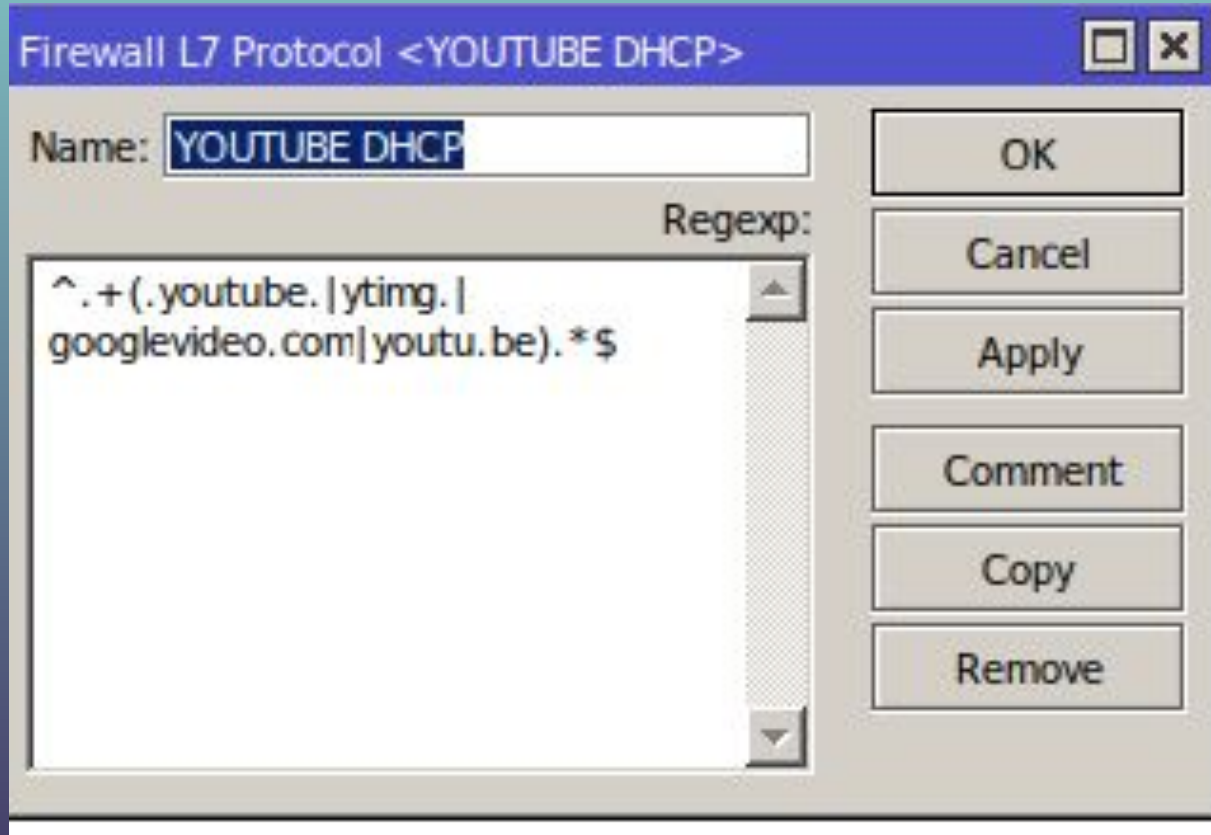 Firewall L7 Protocol <YOUTUBE DHCP>
Name: YOUTUBE DHCP
OK
Regexp:
Cancel
^.+(.youtube.|ytimg.|
googlevideo.com|youtu.be).*$
Apply
Comment
Copy
Remove